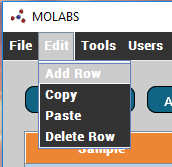 MOLABS
File Edit Tools Users
Add Row
Copy
Paste
Delete Row
Sample